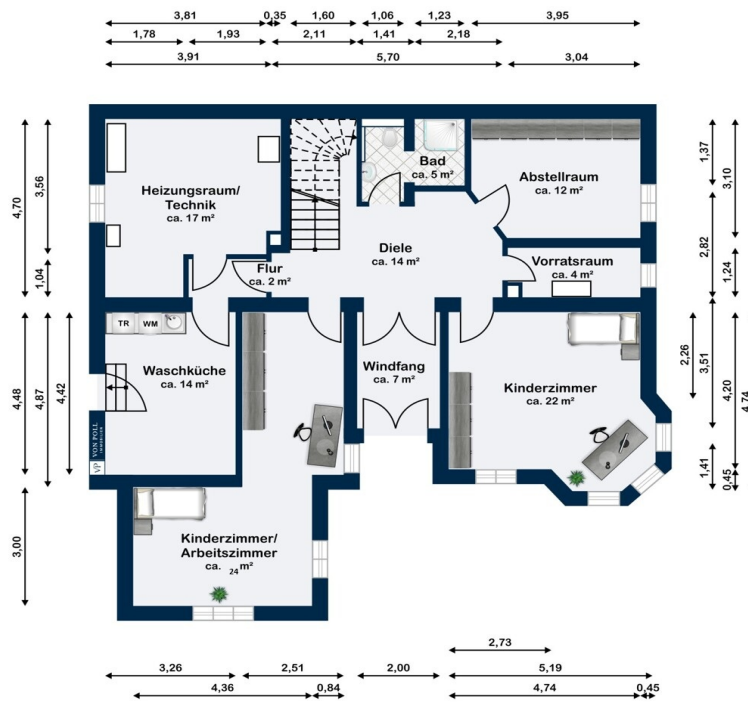 3,81 0,35 1,60 1,06 1,23 3,95
1,78 1,93 2,11 1,41 2,18
3,91 5,70 3,04
4,70
3,56
1,04
Heizungsraum/
Technik
ca. 17 m²
Bad
ca. 5 m²
Abstellraum
ca. 12 m²
1,37
3,10
2,82
1,24
Diele
ca. 14 m²
Flur
ca. 2 m²
Vorratsraum
ca. 4 m²
4,48
4,87
4,42
TR WM
Waschküche
ca. 14 m²
Windfang
ca. 7 m²
Kinderzimmer
ca. 22 m²
2,26
3,51
4,20
4,74
1,41
0,45
VON POLL
IMMOBILIEN
VP
3,00
Kinderzimmer/
Arbeitszimmer
ca. 24 m²
2,73
3,26 2,51 2,00 5,19
4,36 0,84 4,74 0,45